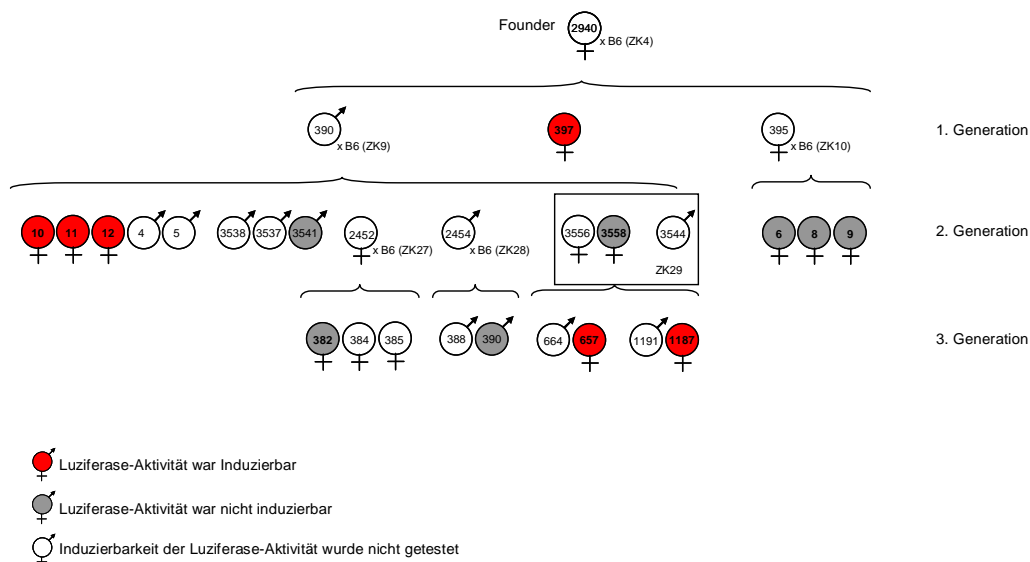 Founder 2940 x B6 (ZK4)
390 x B6 (ZK9) 397 395 x B6 (ZK10) 1. Generation
10 11 12 4 5 3538 3537 3541 2452 x B6 (ZK27) 2454 x B6 (ZK28) 3556 3558 3544 6 8 9 2. Generation
ZK29
382 384 385 388 390 664 657 1191 1187 3. Generation
Luziferase-Aktivität war Induzierbar
Luziferase-Aktivität war nicht induzierbar
Induzierbarkeit der Luziferase-Aktivität wurde nicht getestet